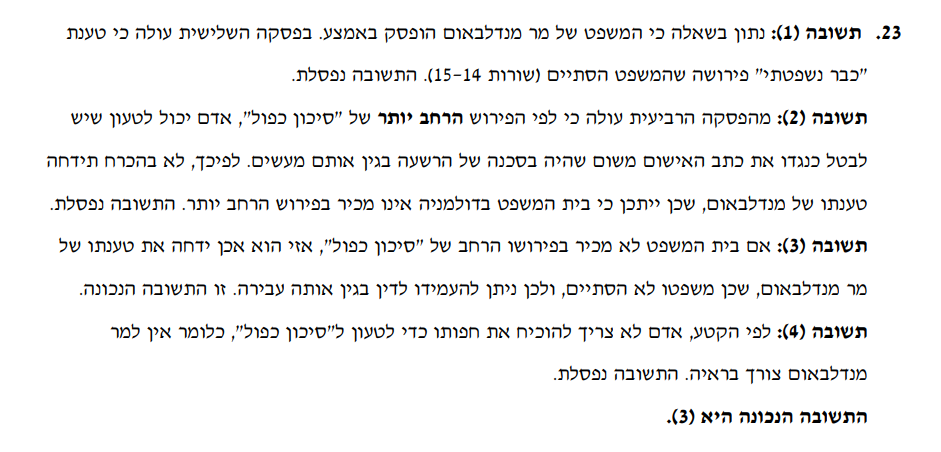 23. תשובה (1): נתון בשאלה כי המשפט של מר מנדלבאום הופסק באמצע. בפסקה השלישית עולה כי טענת
"כבר נשפטתי" פירושה שהמשפט הסתיים (שורות 14–15). התשובה נפסלת.
תשובה (2): מהפסקה הרביעית עולה כי לפי הפירוש הרחב יותר של "סיכון כפול", אדם יכול לטעון שיש
לבטל כנגדו את כתב האישום משום שהיה בסכנה של הרשעה בגין אותם מעשים. לפיכך, לא בהכרח תידחה
טענתו של מנדלבאום, שכן ייתכן כי בית המשפט בדולמניה אינו מכיר בפירוש הרחב יותר. התשובה נפסלת.
תשובה (3): אם בית המשפט לא מכיר בפירושו הרחב של "סיכון כפול", אזי הוא אכן ידחה את טענתו של
מר מנדלבאום, שכן משפטו לא הסתיים, ולכן ניתן להעמידו לדין בגין אותה עבירה. זו התשובה הנכונה.
תשובה (4): לפי הקטע, אדם לא צריך להוכיח את חפותו כדי לטעון ל"סיכון כפול", כלומר אין למר
מנדלבאום צורך בראיה. התשובה נפסלת.
התשובה הנכונה היא (3).